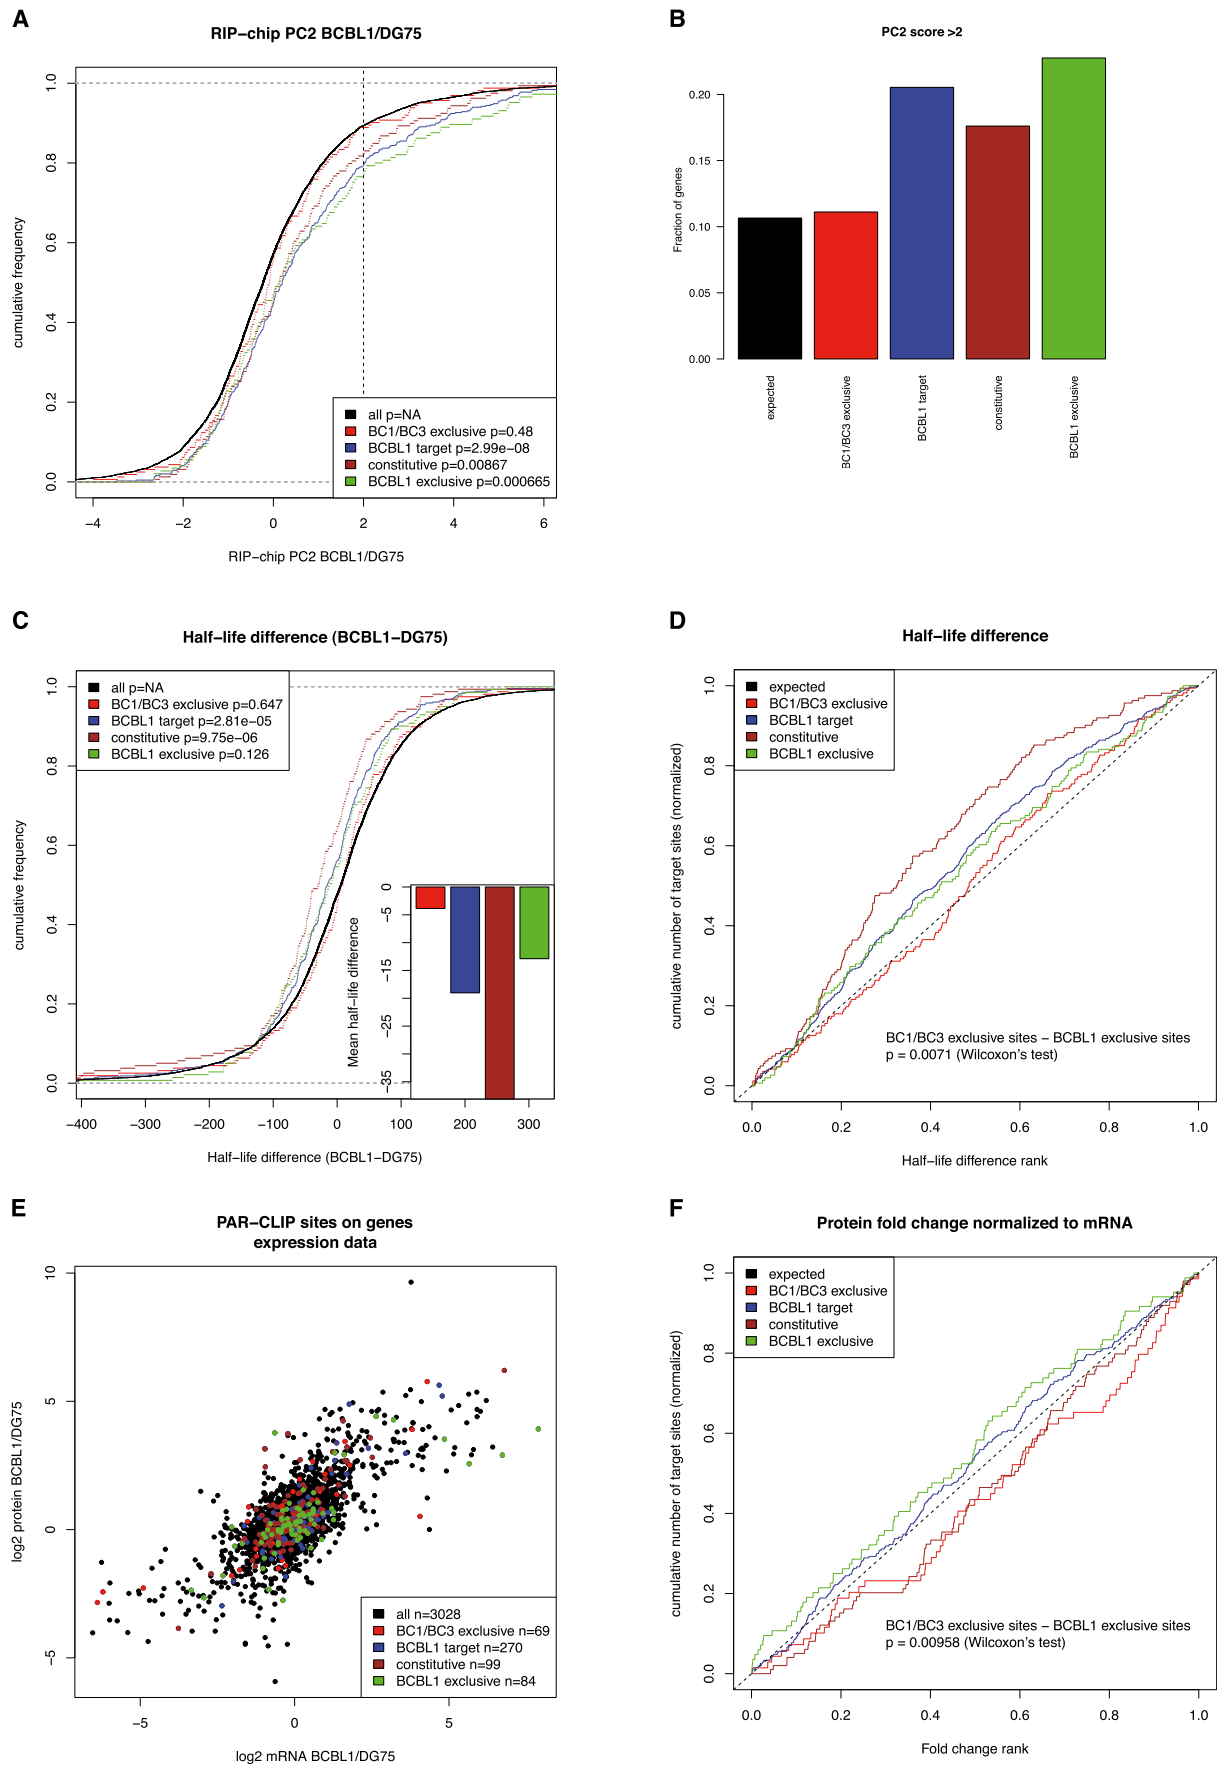 A
RIP−chip PC2 BCBL1/DG75
cumulative frequency
0.0
0.2
0.4
0.6
0.8
1.0
all p=NA
BC1/BC3 exclusive p=0.48
BCBL1 target p=2.99e−08
constitutive p=0.00867
BCBL1 exclusive p=0.000665
−4
−2
0
2
4
6
RIP−chip PC2 BCBL1/DG75
B
PC2 score >2
Fraction of genes
0.20
0.15
0.10
0.05
0.00
expected
BC1/BC3 exclusive
BCBL1 target
constitutive
BCBL1 exclusive
C
Half−life difference (BCBL1−DG75)
cumulative frequency
0.0
0.2
0.4
0.6
0.8
1.0
all p=NA
BC1/BC3 exclusive p=0.647
BCBL1 target p=2.81e−05
constitutive p=9.75e−06
BCBL1 exclusive p=0.126
Mean half−life difference
0
−5
−15
−25
−35
−400
−300
−200
−100
0
100
200
300
Half−life difference (BCBL1−DG75)
D
Half−life difference
cumulative number of target sites (normalized)
0.0
0.2
0.4
0.6
0.8
1.0
expected
BC1/BC3 exclusive
BCBL1 target
constitutive
BCBL1 exclusive
BC1/BC3 exclusive sites − BCBL1 exclusive sites
p = 0.0071 (Wilcoxon's test)
0.0
0.2
0.4
0.6
0.8
1.0
Half−life difference rank
E
PAR−CLIP sites on genes
expression data
log2 protein BCBL1/DG75
10
5
0
−5
all n=3028
BC1/BC3 exclusive n=69
BCBL1 target n=270
constitutive n=99
BCBL1 exclusive n=84
−5
0
5
log2 mRNA BCBL1/DG75
F
Protein fold change normalized to mRNA
cumulative number of target sites (normalized)
0.0
0.2
0.4
0.6
0.8
1.0
expected
BC1/BC3 exclusive
BCBL1 target
constitutive
BCBL1 exclusive
BC1/BC3 exclusive sites − BCBL1 exclusive sites
p = 0.00958 (Wilcoxon's test)
0.0
0.2
0.4
0.6
0.8
1.0
Fold change rank